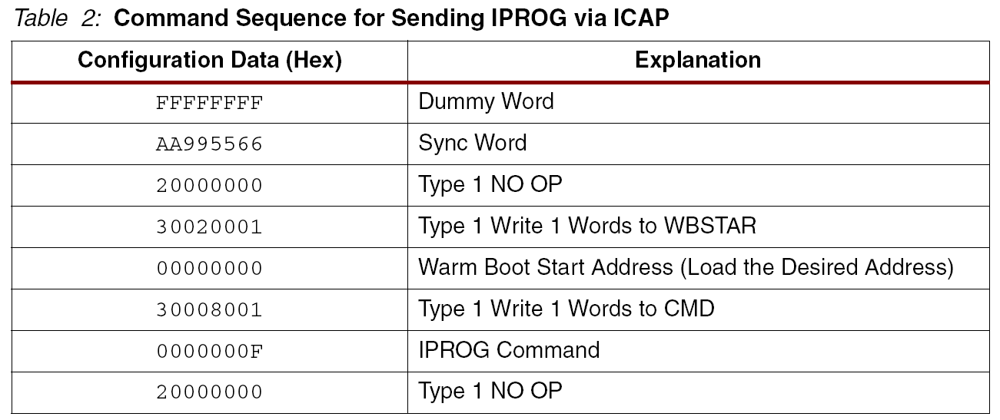 Table 2: Command Sequence for Sending IPROG via ICAP
Configuration Data (Hex) Explanation
FFFFFFFF Dummy Word
AA995566 Sync Word
20000000 Type 1 NO OP
30020001 Type 1 Write 1 Words to WBSTAR
00000000 Warm Boot Start Address (Load the Desired Address)
30008001 Type 1 Write 1 Words to CMD
0000000F IPROG Command
20000000 Type 1 NO OP